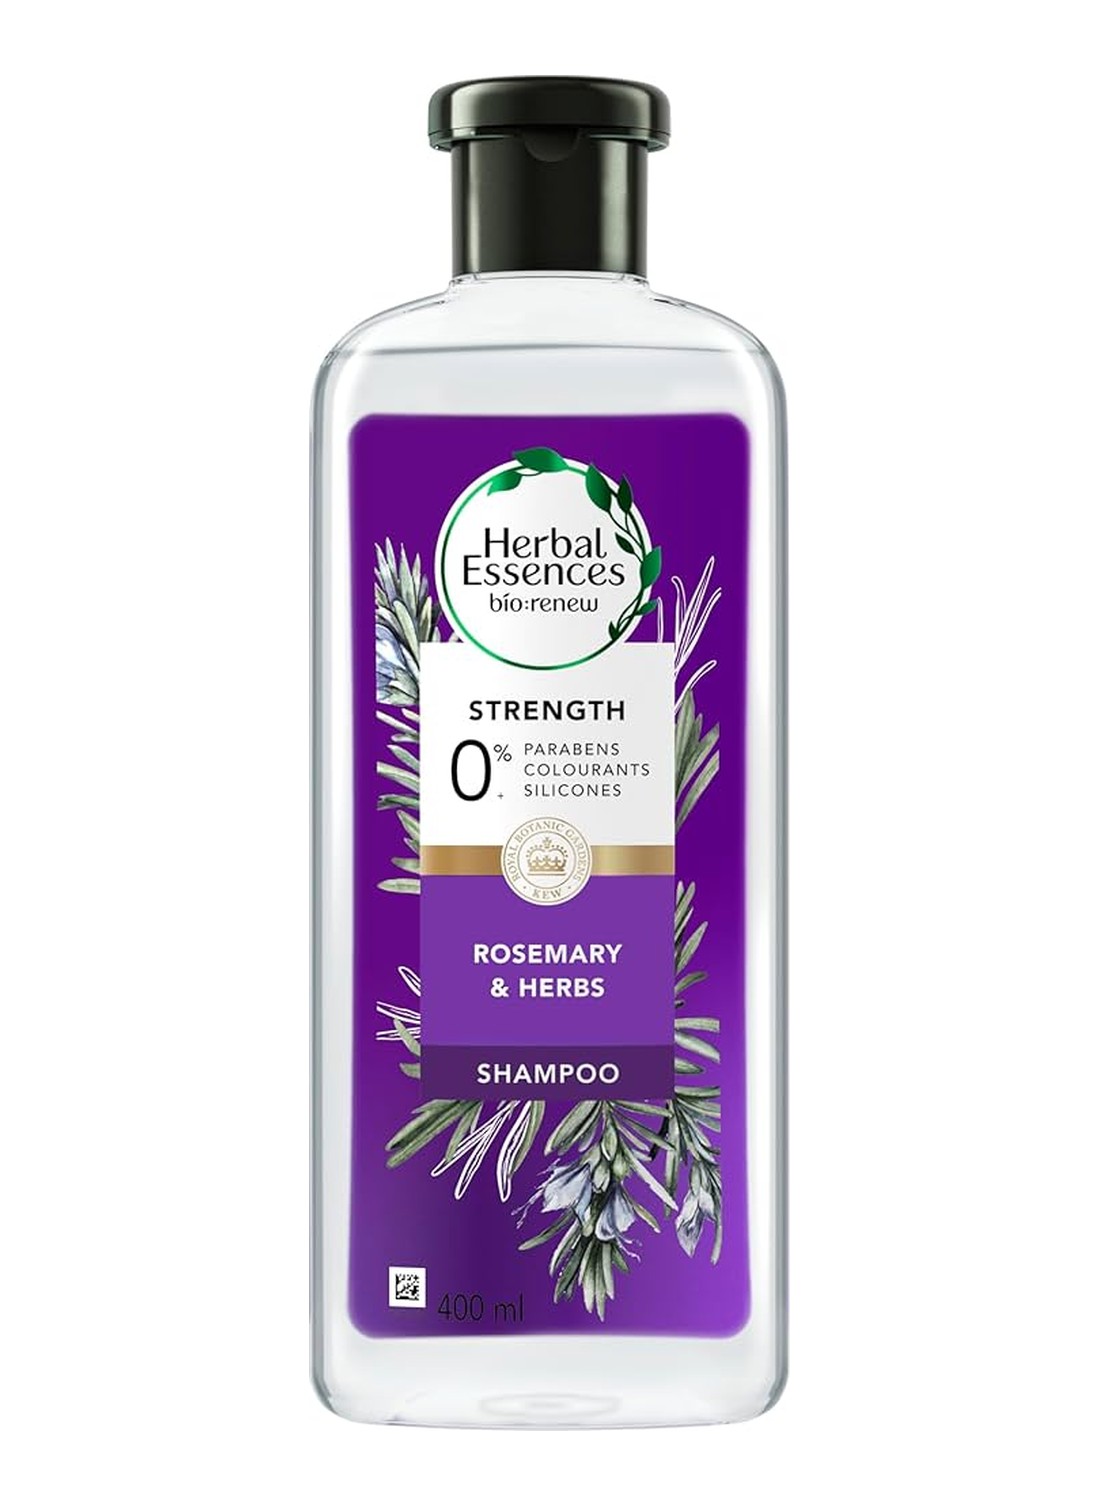 Herbal
Essences
bío:renew
STRENGTH
0% PARABENS
COLOURANTS
+ SILICONES
ROYAL BOTANIC GARDENS
· KEW ·
ROSEMARY
& HERBS
SHAMPOO
400 ml